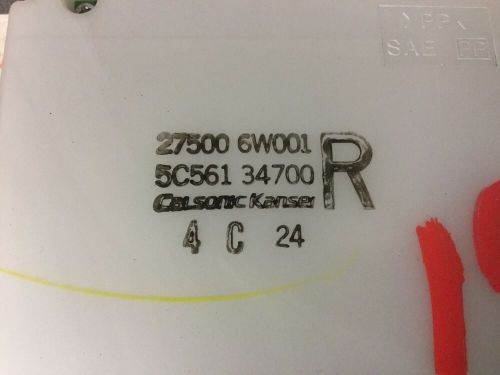 >PP<
SAE PP
27500 6W001
5C561 34700 R
Calsonic Kansei
4 C 24